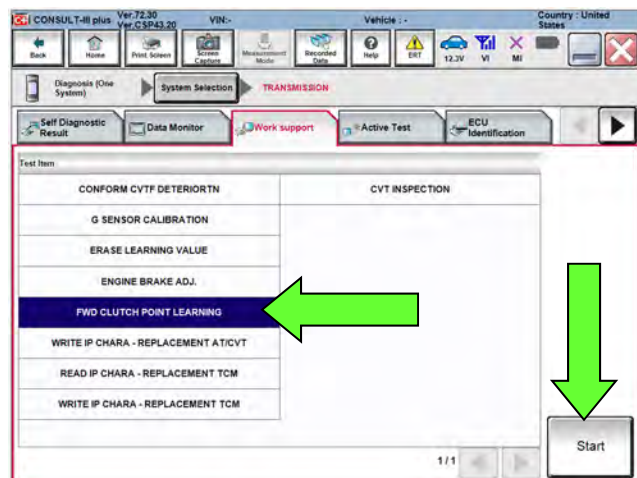 CONSULT-III plus Ver.72.30 VIN:- Vehicle : - Country : United
Ver.CSP43.20 States
Back Home Print Screen Screen Capture Measurement Mode Recorded Data Help ERT 12.2V VI MI
Diagnosis (One System) System Selection TRANSMISSION
Self Diagnostic Result Data Monitor Work support Active Test ECU Identification
Test Item
CONFORM CVTF DETERIORTN CVT INSPECTION
G SENSOR CALIBRATION
ERASE LEARNING VALUE
ENGINE BRAKE ADJ.
FWD CLUTCH POINT LEARNING
WRITE IP CHARA - REPLACEMENT AT/CVT
READ IP CHARA - REPLACEMENT TCM
WRITE IP CHARA - REPLACEMENT TCM
1/1
Start